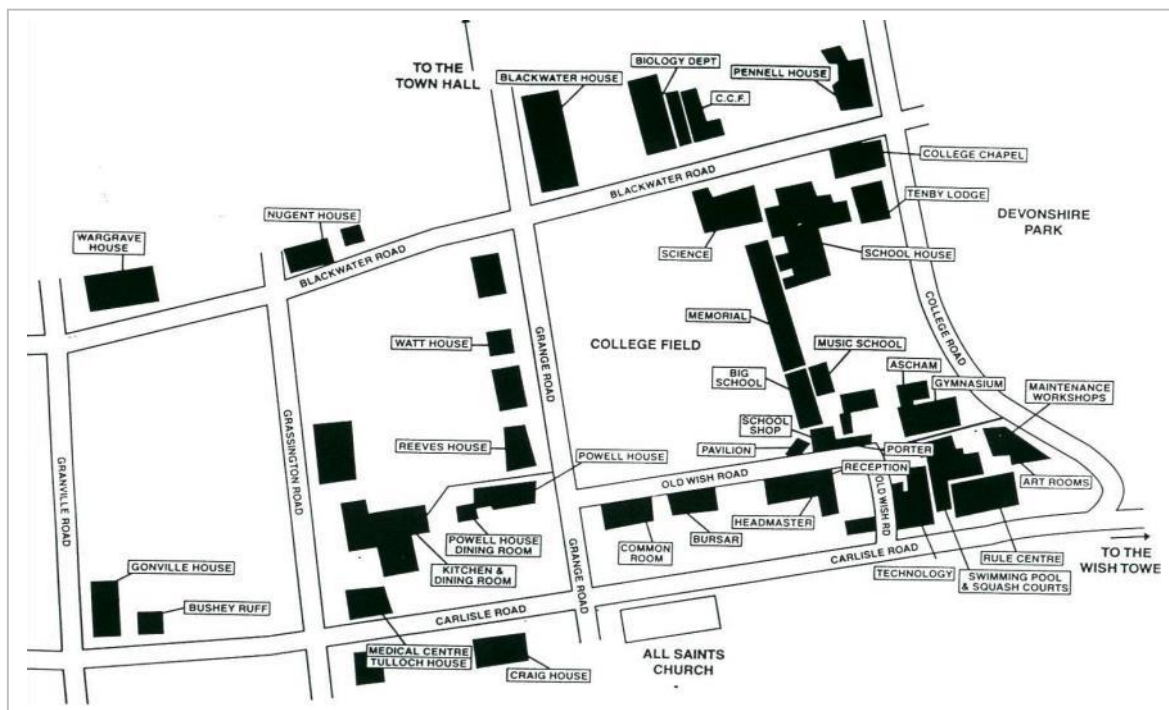 TO THE
TOWN HALL
BLACKWATER HOUSE
BIOLOGY DEPT
C.C.F.
PENNELL HOUSE
COLLEGE CHAPEL
BLACKWATER ROAD
TENBY LODGE
DEVONSHIRE
PARK
NUGENT HOUSE
WARGRAVE
HOUSE
BLACKWATER ROAD
SCIENCE
SCHOOL HOUSE
MEMORIAL
COLLEGE ROAD
WATT HOUSE
GRANGE ROAD
COLLEGE FIELD
MUSIC SCHOOL
ASCHAM
GYMNASIUM
MAINTENANCE
WORKSHOPS
BIG
SCHOOL
GRASSINGTON ROAD
GRANVILLE ROAD
REEVES HOUSE
POWELL HOUSE
SCHOOL
SHOP
PAVILION
PORTER
RECEPTION
OLD WISH ROAD
OLD WISH RD
ART ROOMS
HEADMASTER
BURSAR
COMMON
ROOM
POWELL HOUSE
DINING ROOM
KITCHEN &
DINING ROOM
GRANGE ROAD
CARLISLE ROAD
TECHNOLOGY
SWIMMING POOL
& SQUASH COURTS
RULE CENTRE
TO THE
WISH TOWE
GONVILLE HOUSE
BUSHEY RUFF
CARLISLE ROAD
MEDICAL CENTRE
TULLOCH HOUSE
CRAIG HOUSE
ALL SAINTS
CHURCH